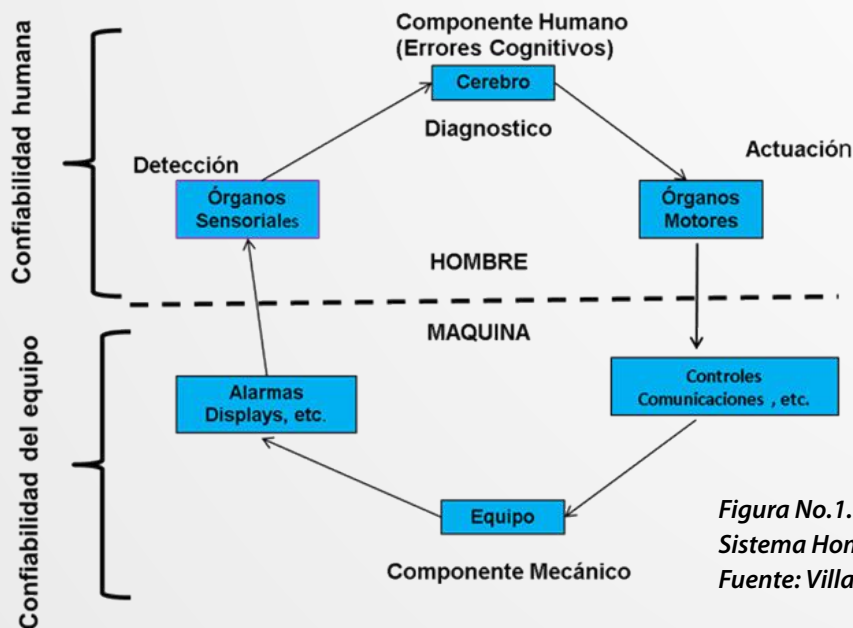 Componente Humano
(Errores Cognitivos)
Cerebro
Diagnostico
Detección
Actuación
Órganos
Sensoriales
Órganos
Motores
Confiabilidad humana
HOMBRE
MAQUINA
Alarmas
Displays, etc.
Controles
Comunicaciones , etc.
Confiabilidad del equipo
Equipo
Componente Mecánico
Figura No.1.
Sistema Hom
Fuente: Villa